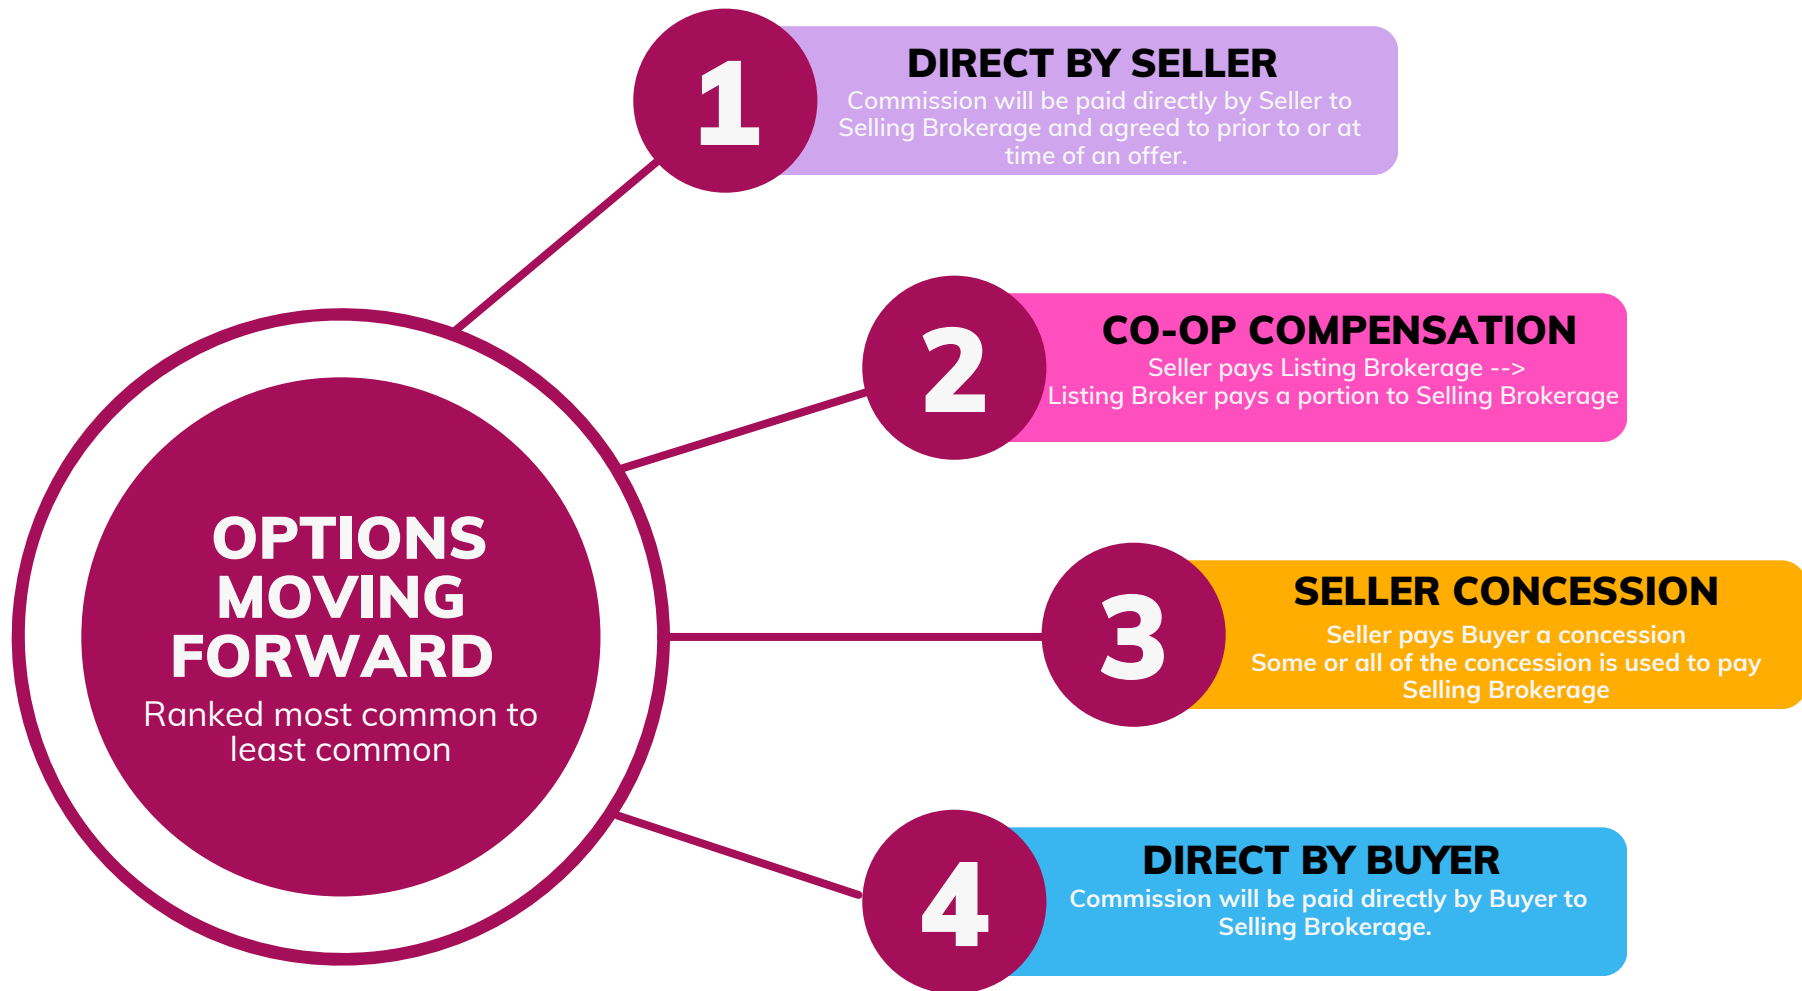 OPTIONS
MOVING
FORWARD
Ranked most common to
least common
1
DIRECT BY SELLER
Commission will be paid directly by Seller to
Selling Brokerage and agreed to prior to or at
time of an offer.
2
CO-OP COMPENSATION
Seller pays Listing Brokerage -->
Listing Broker pays a portion to Selling Brokerage
3
SELLER CONCESSION
Seller pays Buyer a concession
Some or all of the concession is used to pay
Selling Brokerage
4
DIRECT BY BUYER
Commission will be paid directly by Buyer to
Selling Brokerage.